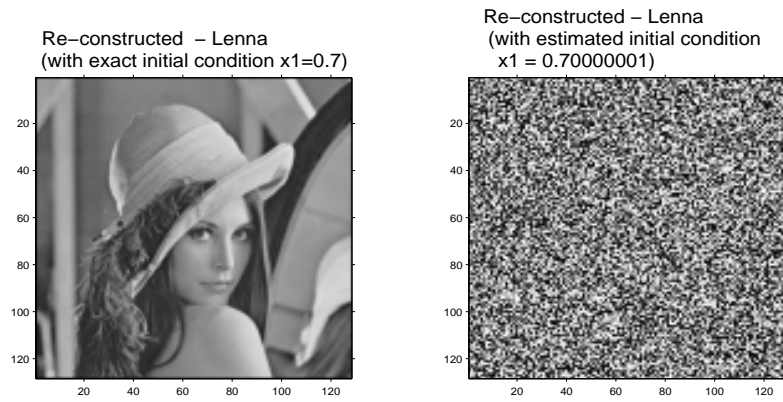 Re−constructed − Lenna
(with exact initial condition x1=0.7)
20
40
60
80
100
120
20 40 60 80 100 120
Re−constructed − Lenna
(with estimated initial condition
x1 = 0.70000001)
20
40
60
80
100
120
20 40 60 80 100 120